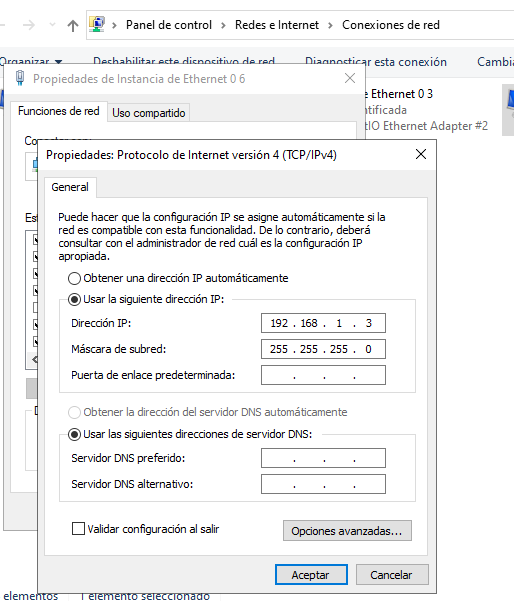 Panel de control > Redes e Internet > Conexiones de red
Organizar Deshabilitar este dispositivo de red Diagnosticar esta conexión
Propiedades de Instancia de Ethernet 0 6
e Ethernet 0 3
Funciones de red Uso compartido
tIO Ethernet Adapter #2
Propiedades: Protocolo de Internet versión 4 (TCP/IPv4)
General
Puede hacer que la configuración IP se asigne automáticamente si la
red es compatible con esta funcionalidad. De lo contrario, deberá
consultar con el administrador de red cuál es la configuración IP
apropiada.
Obtener una dirección IP automáticamente
Usar la siguiente dirección IP:
Dirección IP: 192 . 168 . 1 . 3
Máscara de subred: 255 . 255 . 255 . 0
Puerta de enlace predeterminada: . . .
Obtener la dirección del servidor DNS automáticamente
Usar las siguientes direcciones de servidor DNS:
Servidor DNS preferido: . . .
Servidor DNS alternativo: . . .
Validar configuración al salir
Opciones avanzadas...
Aceptar Cancelar
elementos 1 elemento seleccionado